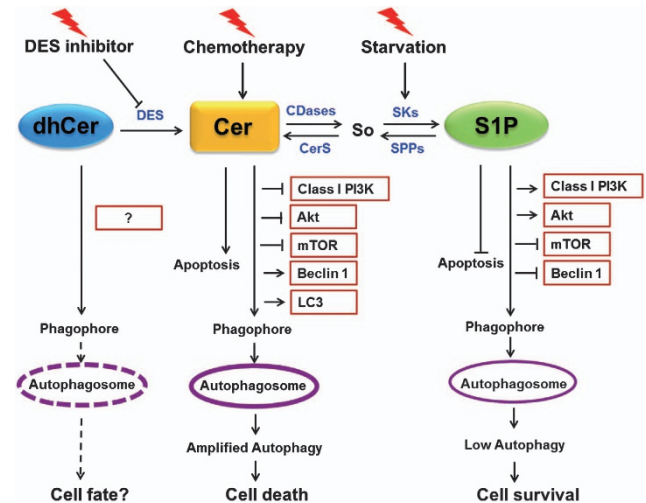 DES inhibitor
Chemotherapy
Starvation
dhCer
DES
Cer
CDases
CerS
So
SKs
SPPs
S1P
?
Class I PI3K
Akt
mTOR
Beclin 1
LC3
Apoptosis
Class I PI3K
Akt
mTOR
Beclin 1
Apoptosis
Phagophore
Phagophore
Phagophore
Autophagosome
Autophagosome
Autophagosome
Amplified Autophagy
Low Autophagy
Cell fate?
Cell death
Cell survival